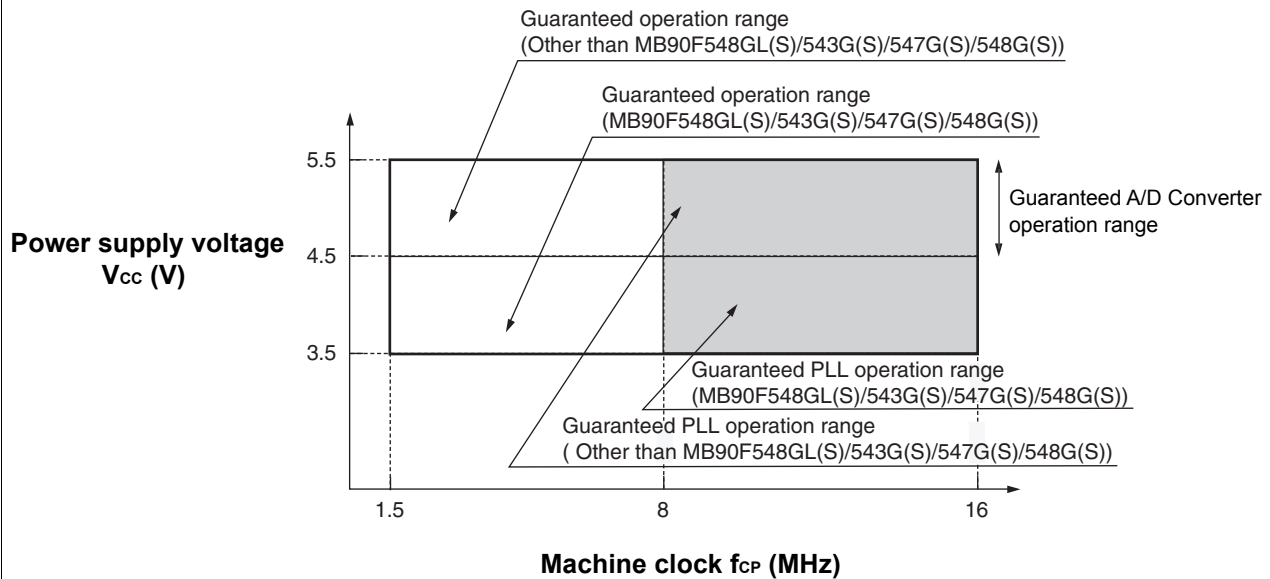 Guaranteed operation range
(Other than MB90F548GL(S)/543G(S)/547G(S)/548G(S))
Guaranteed operation range
(MB90F548GL(S)/543G(S)/547G(S)/548G(S))
5.5
Guaranteed A/D Converter
operation range
Power supply voltage
VCC (V)
4.5
3.5
Guaranteed PLL operation range
(MB90F548GL(S)/543G(S)/547G(S)/548G(S))
Guaranteed PLL operation range
( Other than MB90F548GL(S)/543G(S)/547G(S)/548G(S))
1.5
8
16
Machine clock fCP (MHz)